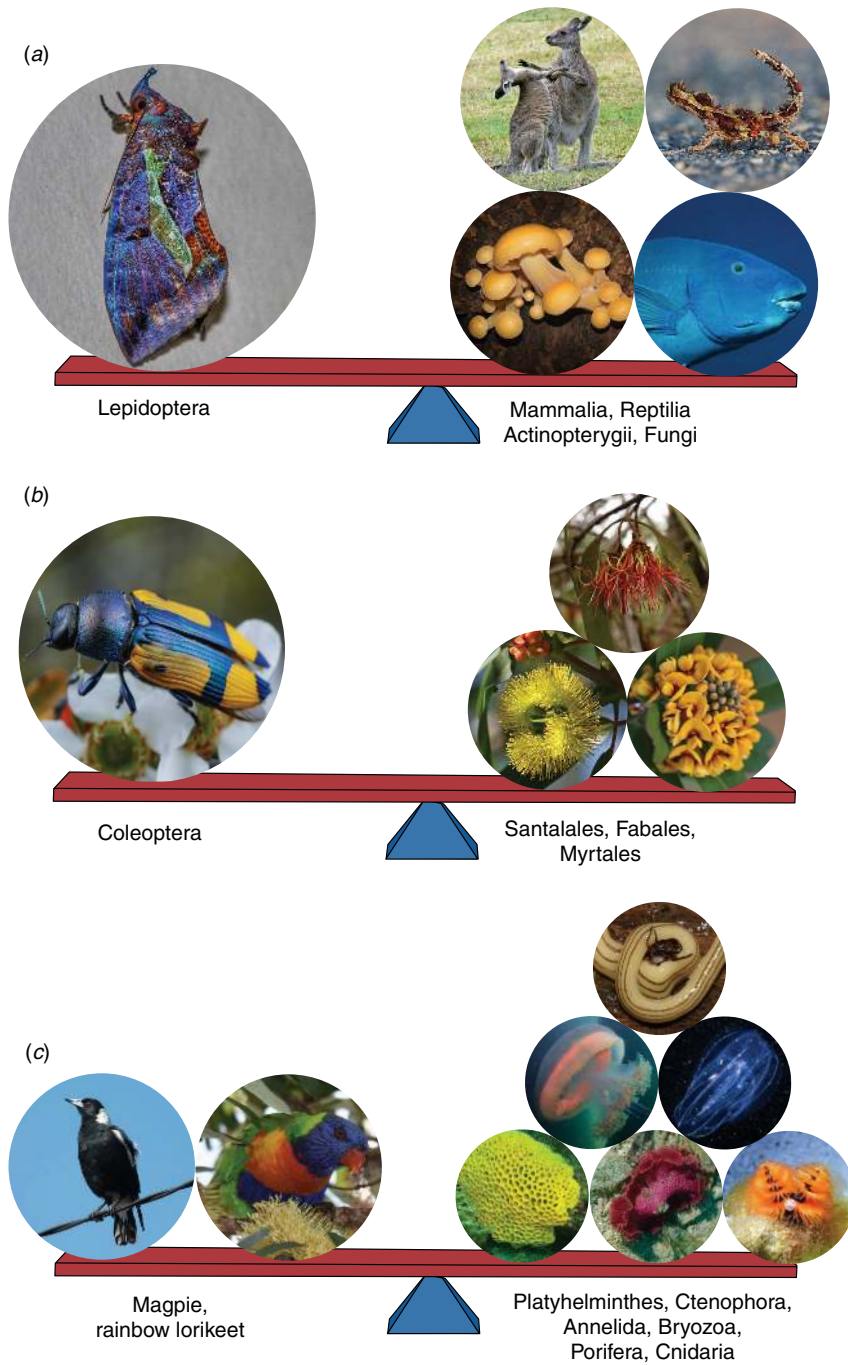 (a)
Lepidoptera
Mammalia, Reptilia
Actinopterygii, Fungi
(b)
Coleoptera
Santalales, Fabales,
Myrtales
(c)
Magpie,
rainbow lorikeet
Platyhelminthes, Ctenophora,
Annelida, Bryozoa,
Porifera, Cnidaria